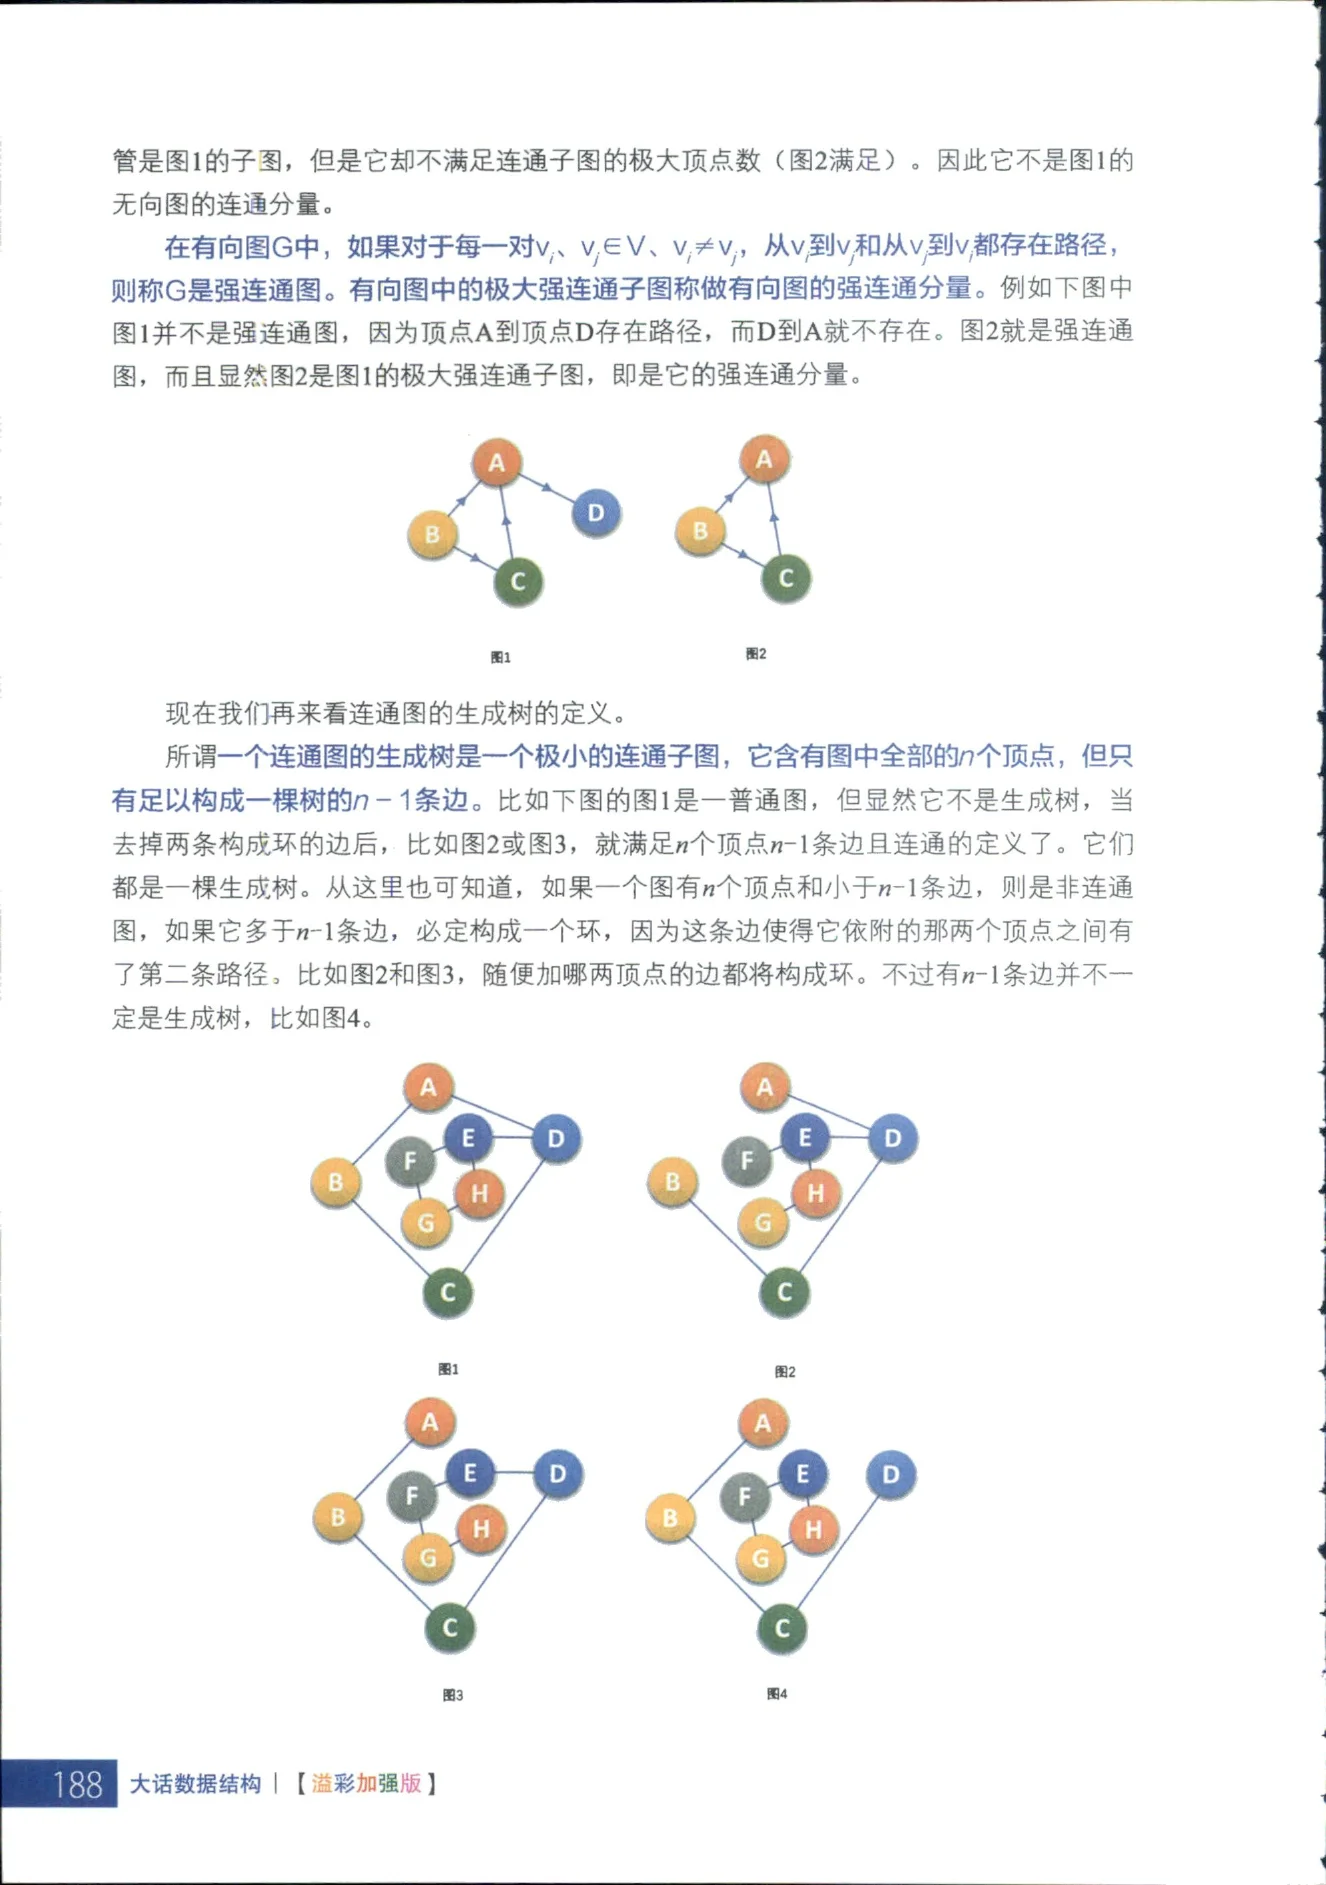 管是图1的子图，但是它却不满足连通子图的极大顶点数（图2满足）。因此它不是图1的
无向图的连通分量。
在有向图G中，如果对于每一对vᵢ、vⱼ∈V、vᵢ≠vⱼ，从vᵢ到vⱼ和从vⱼ到vᵢ都存在路径，
则称G是强连通图。有向图中的极大强连通子图称做有向图的强连通分量。例如下图中
图1并不是强连通图，因为顶点A到顶点D存在路径，而D到A就不存在。图2就是强连通
图，而且显然图2是图1的极大强连通子图，即是它的强连通分量。
A
D
B
C
A
B
C
图1
图2
现在我们再来看连通图的生成树的定义。
所谓一个连通图的生成树是一个极小的连通子图，它含有图中全部的n个顶点，但只
有足以构成一棵树的n－1条边。比如下图的图1是一普通图，但显然它不是生成树，当
去掉两条构成环的边后，比如图2或图3，就满足n个顶点n-1条边且连通的定义了。它们
都是一棵生成树。从这里也可知道，如果一个图有n个顶点和小于n-1条边，则是非连通
图，如果它多于n-1条边，必定构成一个环，因为这条边使得它依附的那两个顶点之间有
了第二条路径。比如图2和图3，随便加哪两顶点的边都将构成环。不过有n-1条边并不一
定是生成树，比如图4。
A
E
D
F
B
H
G
C
A
E
D
F
B
H
G
C
图1
图2
A
E
D
F
B
H
G
C
A
E
D
F
B
H
G
C
图3
图4
188 大话数据结构｜【溢彩加强版】